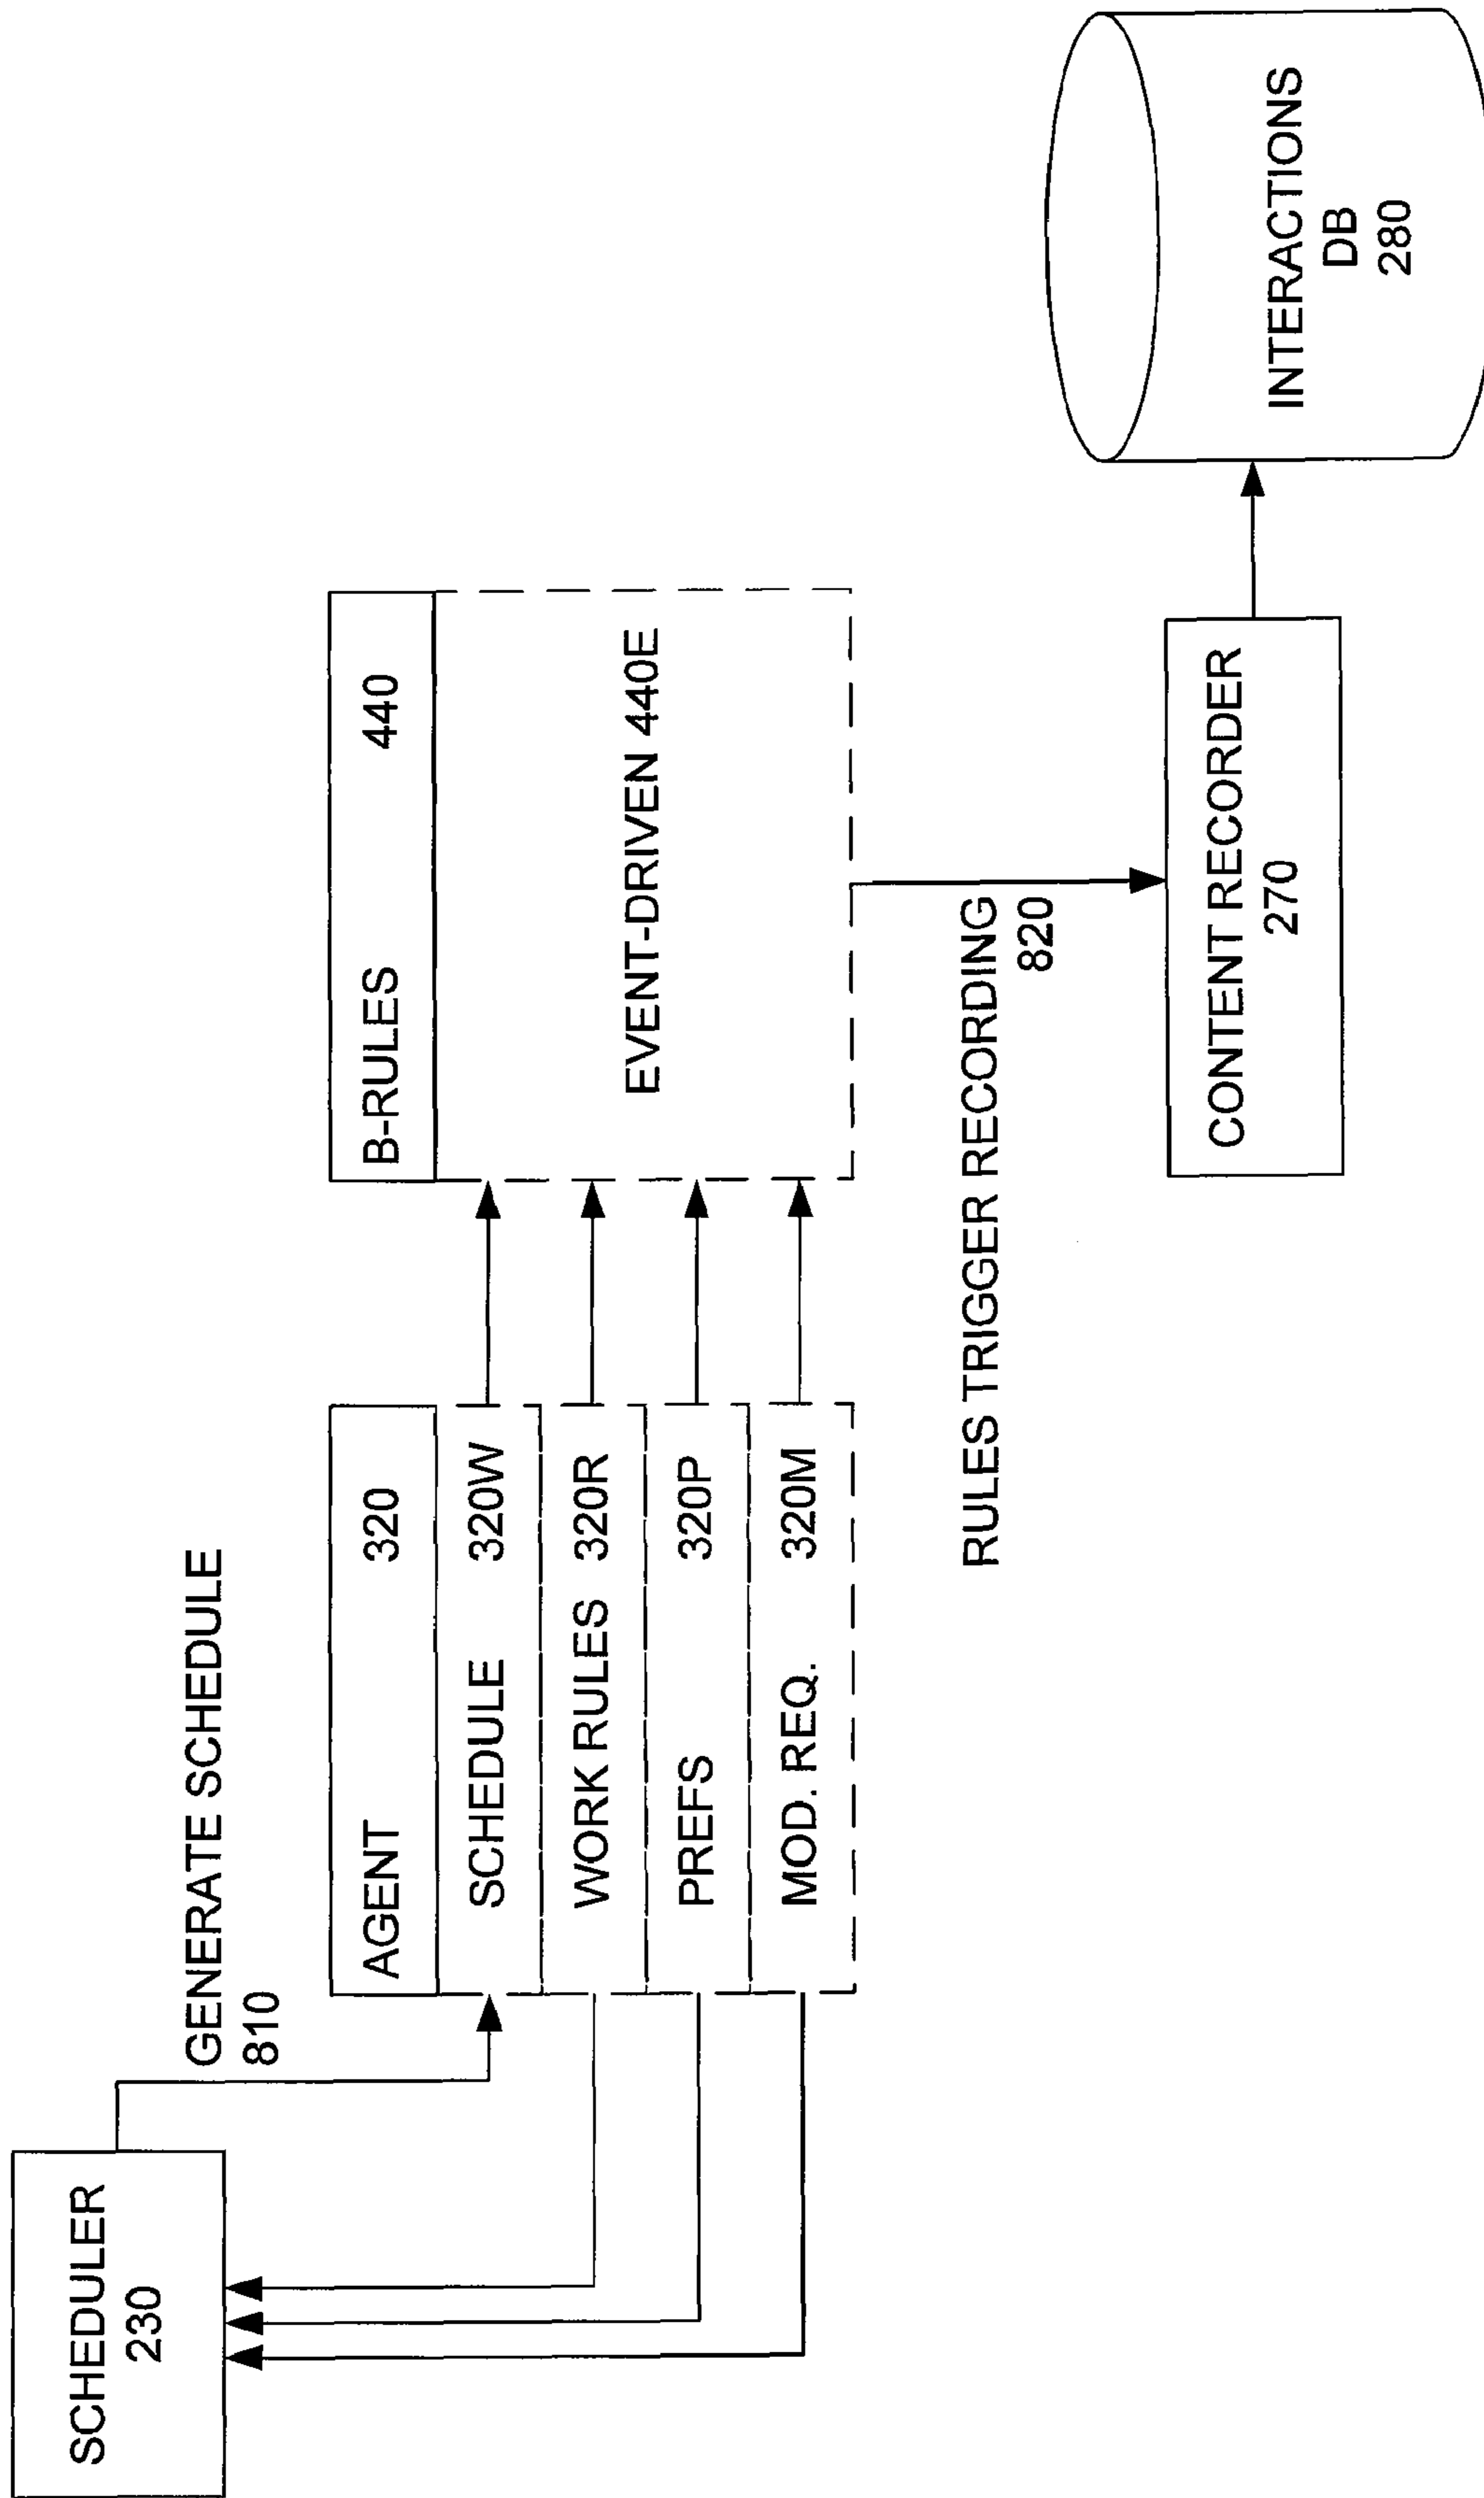 SCHEDULER
230
GENERATE SCHEDULE
810
AGENT 320
SCHEDULE 320W
WORK RULES 320R
PREFS 320P
MOD. REQ. 320M
B-RULES 440
EVENT-DRIVEN 440E
RULES TRIGGER RECORDING
820
CONTENT RECORDER
270
INTERACTIONS
DB
280